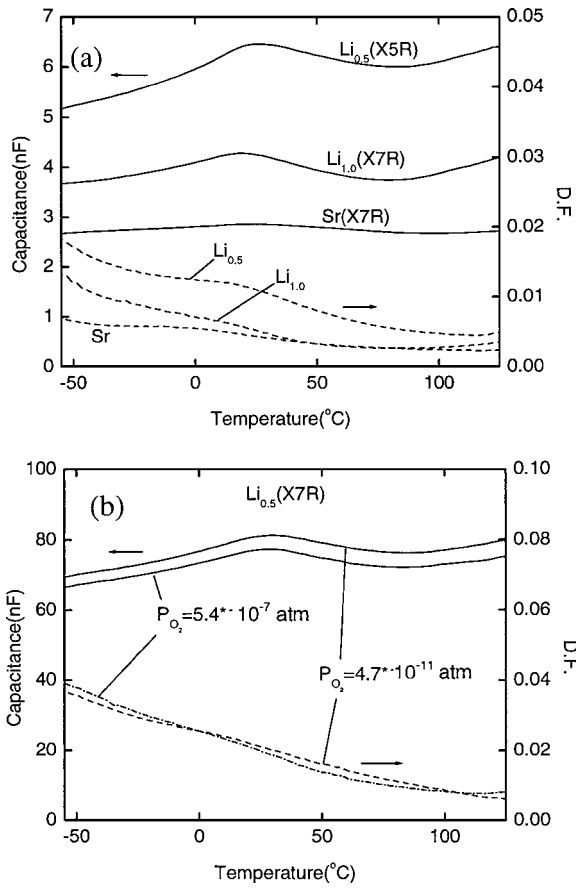 (a)
7
6
5
4
3
2
1
0
Capacitance(nF)
0.05
0.04
0.03
0.02
0.01
0.00
D.F.
Li0.5(X5R)
Li1.0(X7R)
Sr(X7R)
Li0.5
Li1.0
Sr
-50 0 50 100
Temperature(°C)
(b)
Li0.5(X7R)
100
80
60
40
20
0
Capacitance(nF)
0.10
0.08
0.06
0.04
0.02
0.00
D.F.
PO2=5.4*10-7 atm
PO2=4.7*10-11 atm
-50 0 50 100
Temperature(°C)